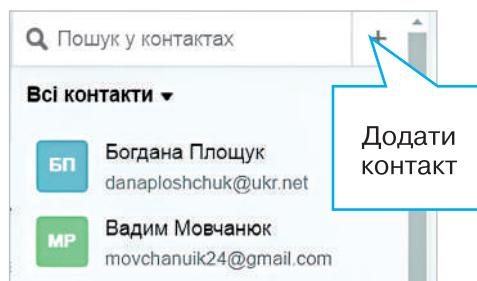 Пошук у контактах
+
Всі контакти
БП
Богдана Площук
danaploshchuk@ukr.net
МР
Вадим Мовчанюк
movchanuik24@gmail.com
Додати
контакт